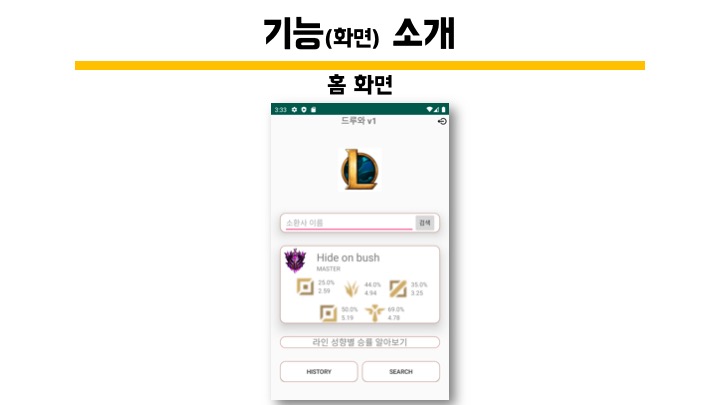 기능(화면) 소개
홈 화면
3:33
드루와 v1
소환사 이름
검색
Hide on bush
MASTER
25.0%
2.59
44.0%
4.94
35.0%
3.25
50.0%
5.19
69.0%
4.78
라인 성향별 승률 알아보기
HISTORY
SEARCH